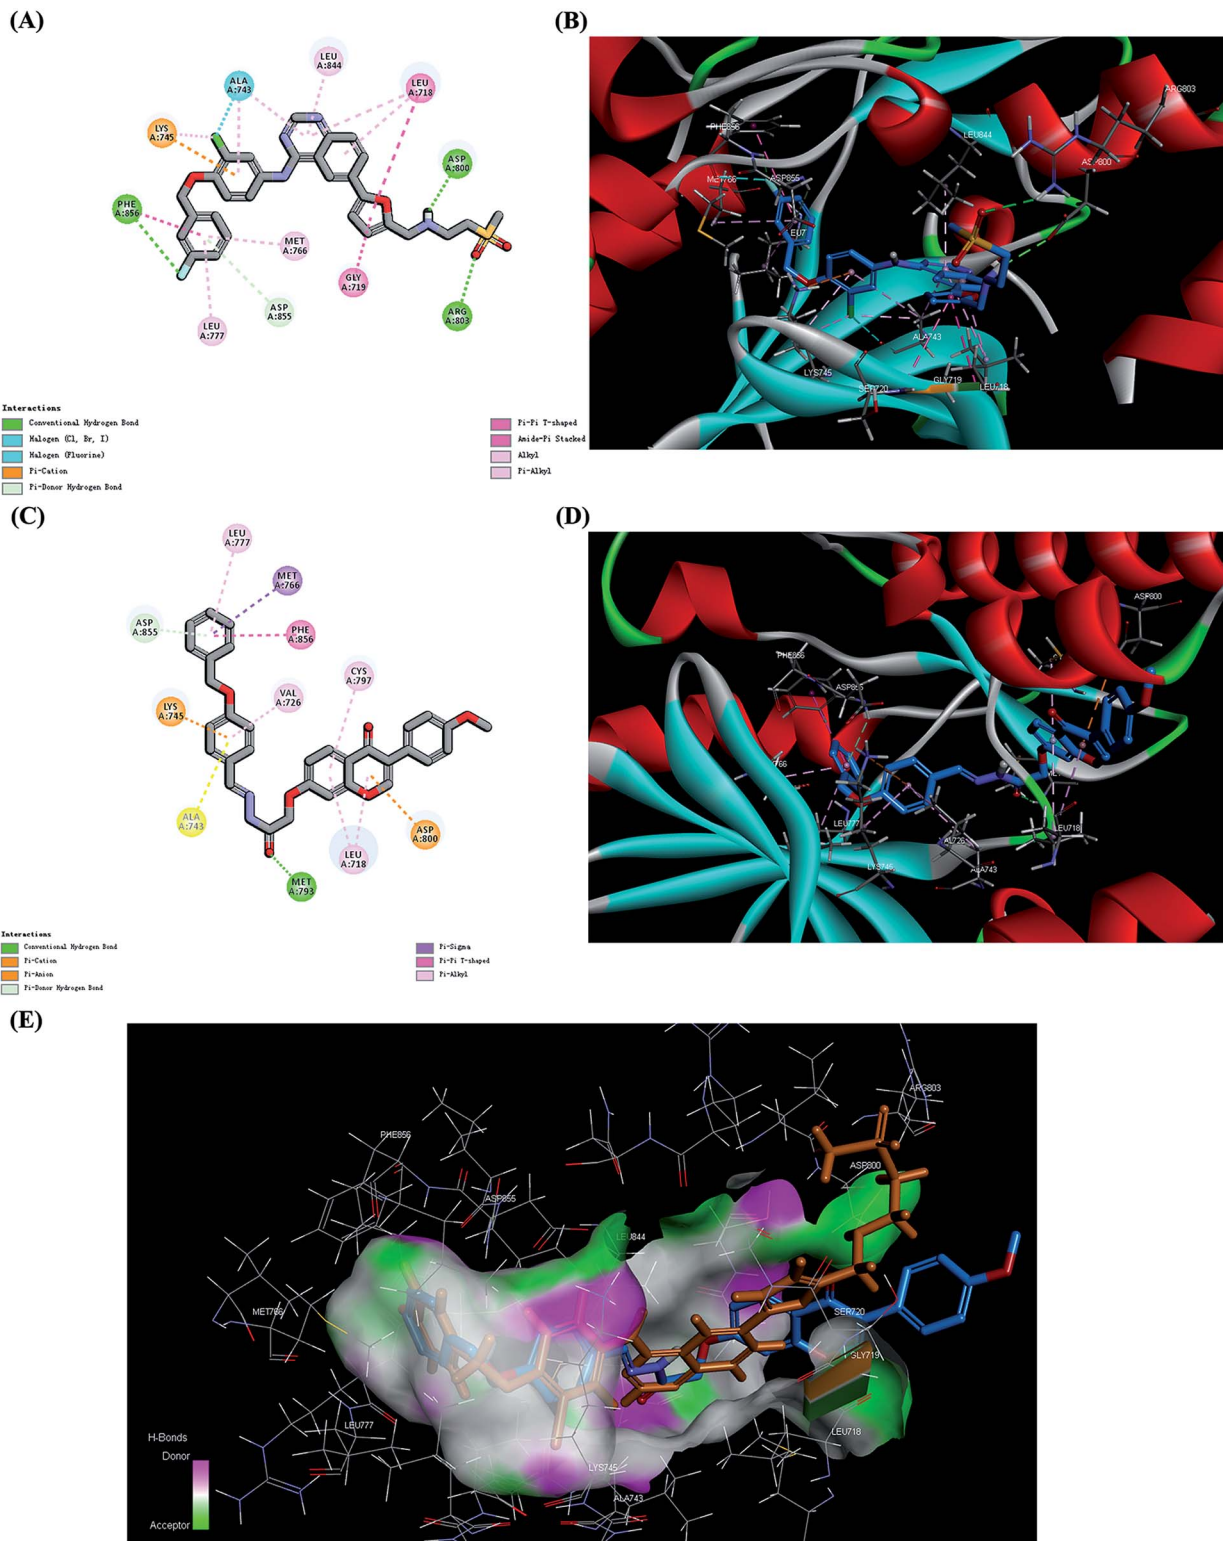 (A)
LEU
A:844
ALA
A:743
LEU
A:718
LYS
A:745
ASP
A:800
PHE
A:856
MET
A:766
GLY
A:719
ASP
A:855
ARG
A:803
LEU
A:777
Interactions
Conventional Hydrogen Bond
Halogen (Cl, Br, I)
Halogen (Fluorine)
Pi-Cation
Pi-Donor Hydrogen Bond
Pi-Pi T-shaped
Amide-Pi Stacked
Alkyl
Pi-Alkyl
(B)
ARG803
PHE856
LEU844
ASP800
MET766
ASP855
EU7
ALA743
LYS745
SER720
GLY719
LEU718
(C)
LEU
A:777
MET
A:766
ASP
A:855
PHE
A:856
CYS
A:797
VAL
A:726
LYS
A:745
ALA
A:743
ASP
A:800
LEU
A:718
MET
A:793
Interactions
Conventional Hydrogen Bond
Pi-Cation
Pi-Anion
Pi-Donor Hydrogen Bond
Pi-Sigma
Pi-Pi T-shaped
Pi-Alkyl
(D)
ASP800
PHE856
ASP85
766
LEU777
LEU718
LYS745
ALA743
(E)
ARG803
PHE856
ASP800
ASP855
LEU844
MET766
SER720
GLY719
LEU777
LEU718
H-Bonds
Donor
LYS745
ALA743
Acceptor